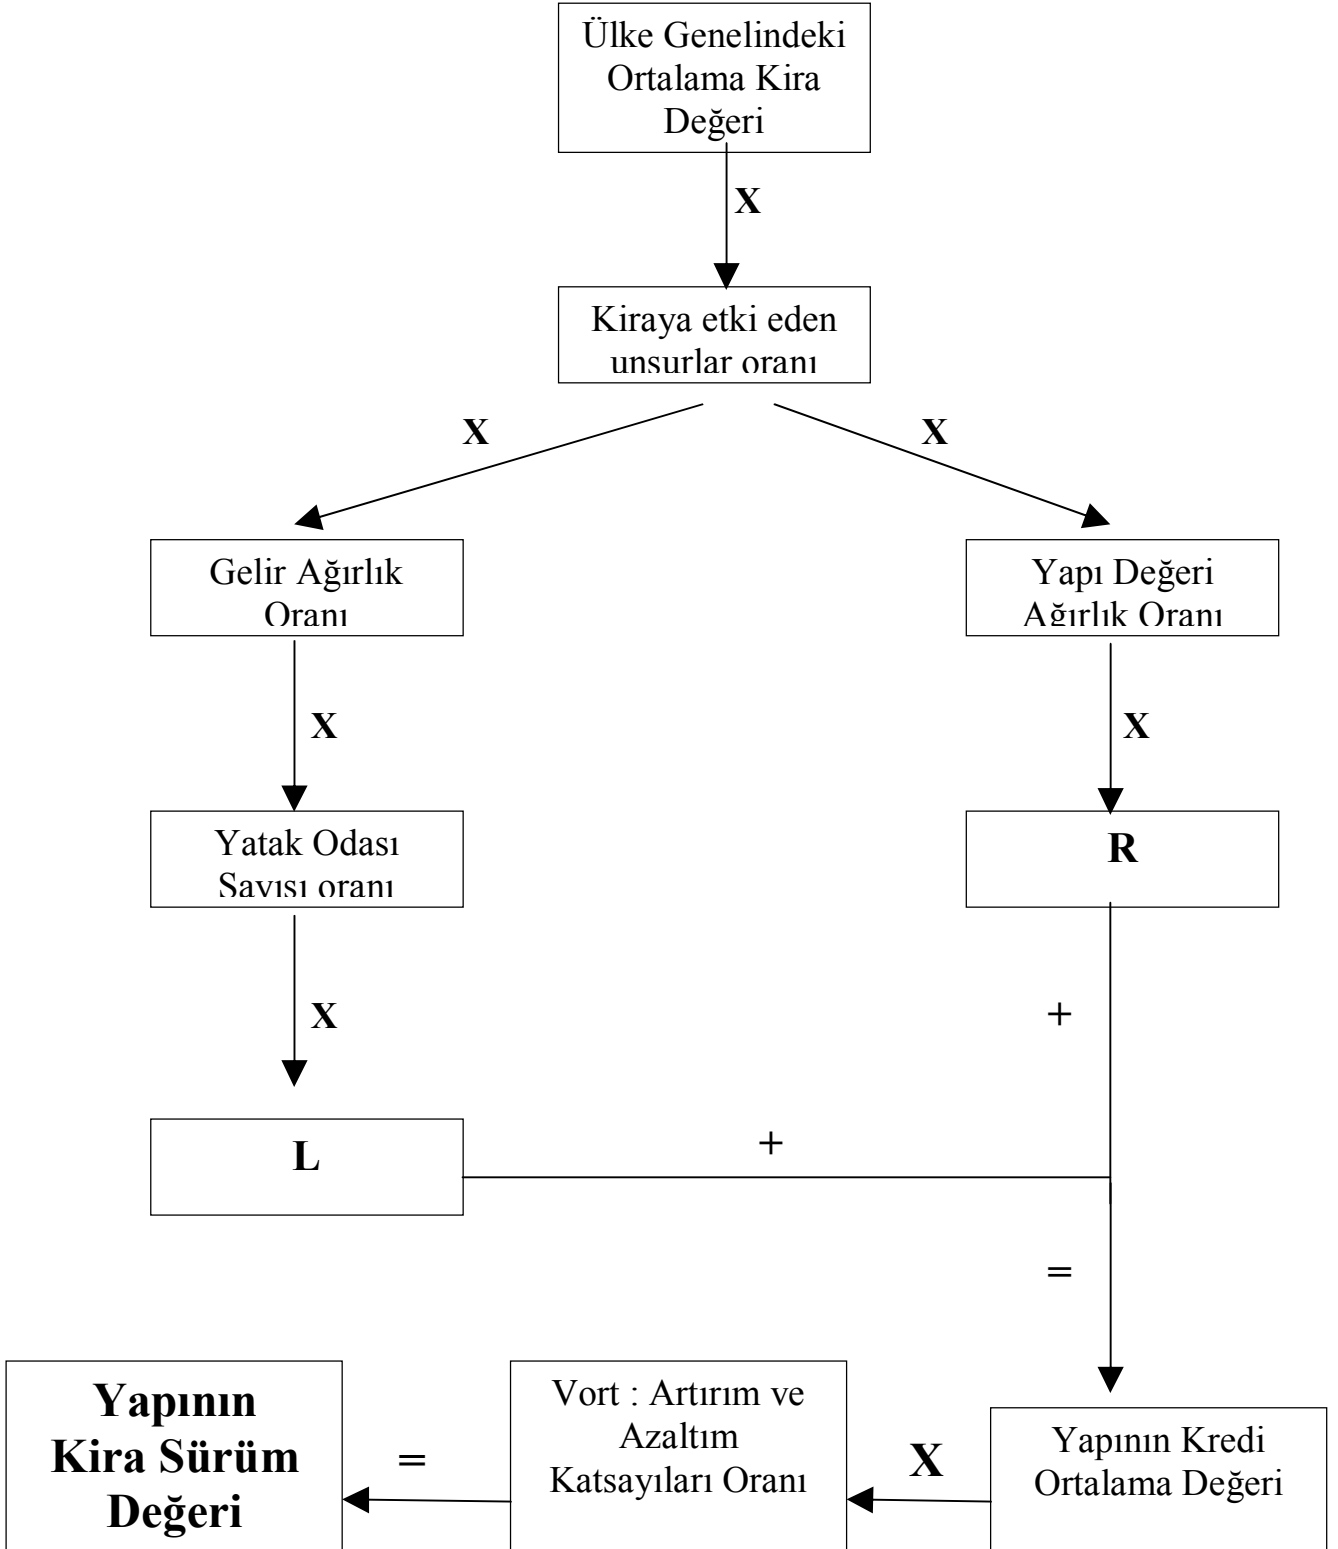 Ülke Genelindeki
Ortalama Kira
Değeri
X
Kiraya etki eden
unsurlar oranı
X
X
Gelir Ağırlık
Oranı
Yapı Değeri
Ağırlık Oranı
X
X
Yatak Odası
Sayısı oranı
R
X
+
L
+
=
Yapının
Kira Sürüm
Değeri
=
Vort : Artırım ve
Azaltım
Katsayıları Oranı
X
Yapının Kredi
Ortalama Değeri